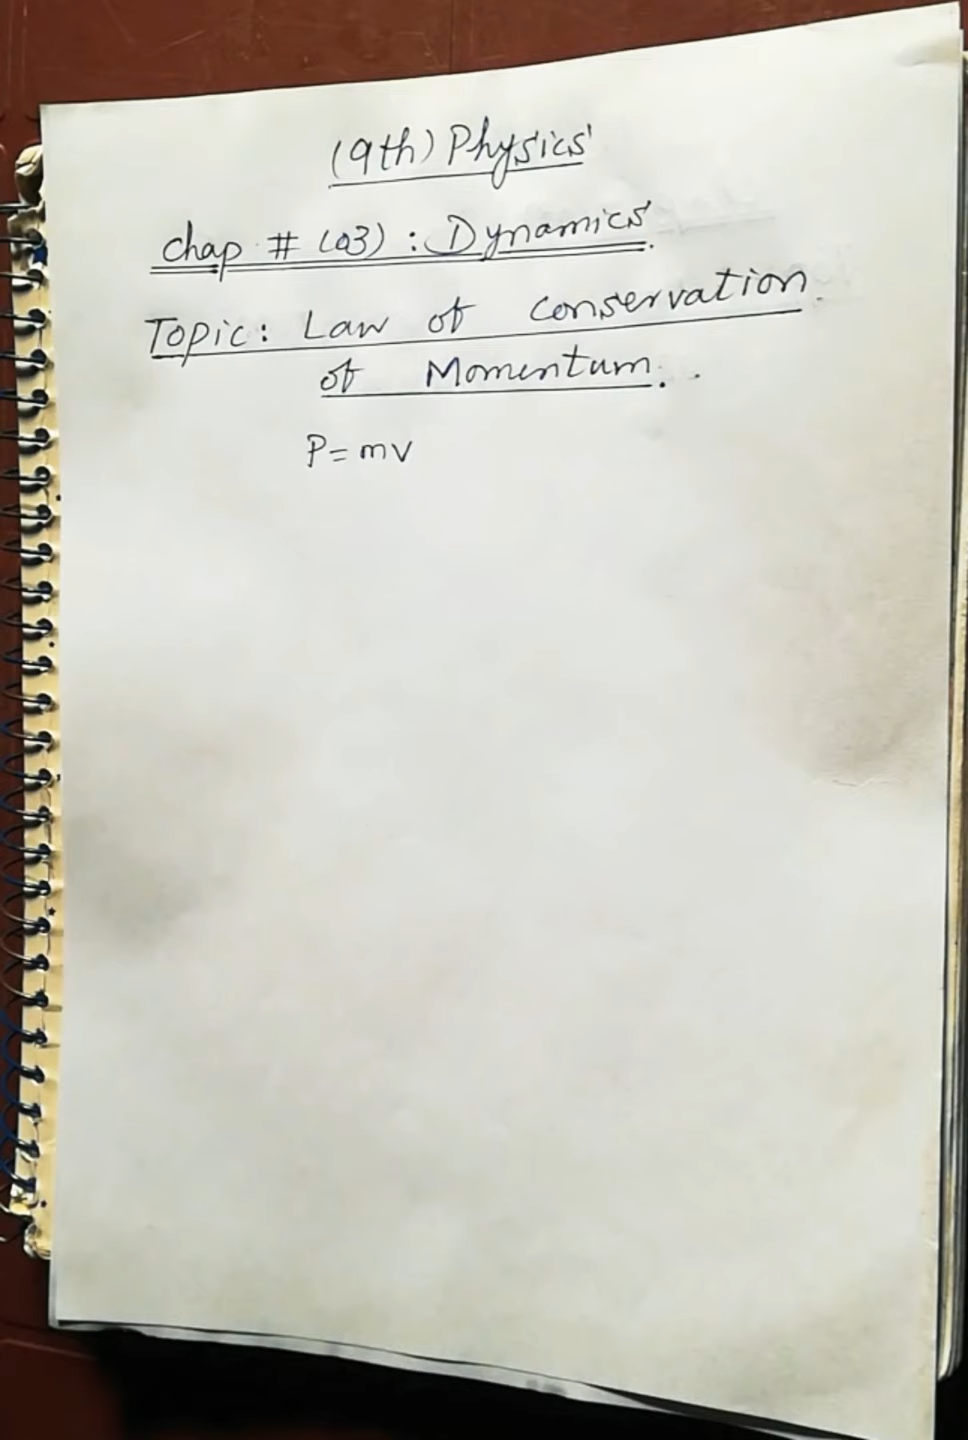 (9th) Physics
Chap # (03) : Dynamics.
Topic: Law of Conservation.
of Momentum. .
P = mv